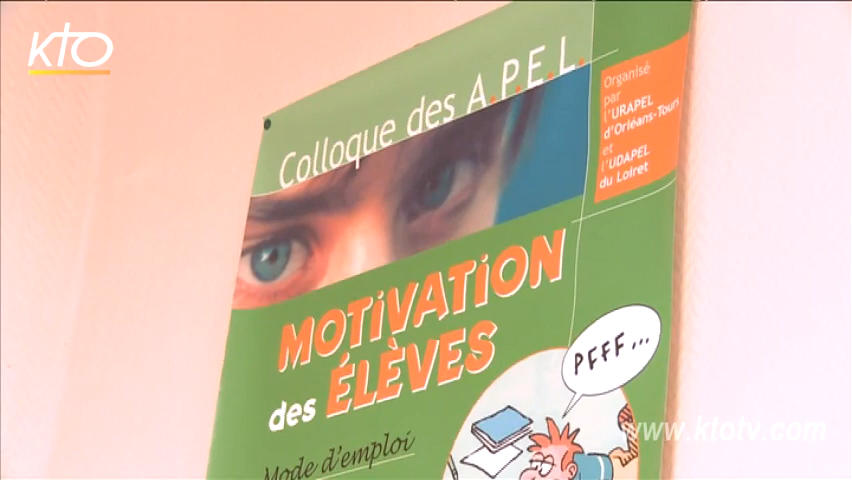 KTO
Colloque des A.P.E.L.
Organisé
par
l'URAPEL
d'Orléans-Tours
et
l'UDAPEL
du Loiret
MOTiVATiON
des ÉLÈVES
Mode d'emploi
PFFF...
www.ktotv.com